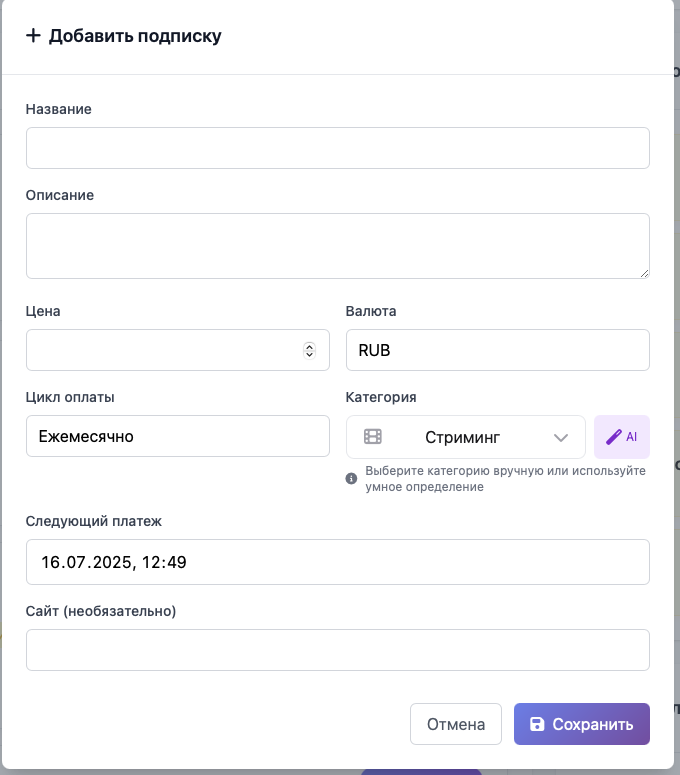 Добавить подписку
Название
Описание
Цена
Валюта
RUB
Цикл оплаты
Категория
Ежемесячно
Стриминг
AI
Выберите категорию вручную или используйте
умное определение
Следующий платеж
16.07.2025, 12:49
Сайт (необязательно)
Отмена
Сохранить